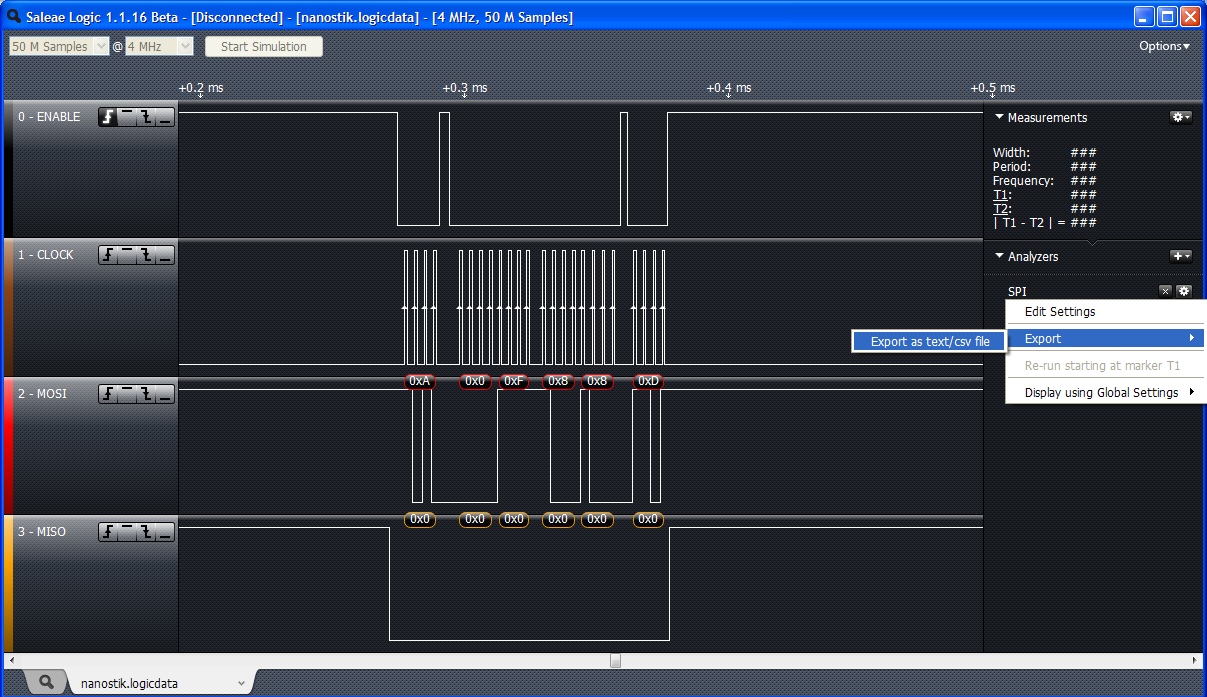 Saleae Logic 1.1.16 Beta - [Disconnected] - [nanostik.logicdata] - [4 MHz, 50 M Samples]
50 M Samples @ 4 MHz Start Simulation Options
+0.2 ms +0.3 ms +0.4 ms +0.5 ms
0 - ENABLE
1 - CLOCK
2 - MOSI
0xA 0x0 0xF 0x8 0x8 0xD
3 - MISO
0x0 0x0 0x0 0x0 0x0 0x0
Measurements
Width: ###
Period: ###
Frequency: ###
T1: ###
T2: ###
| T1 - T2 | = ###
Analyzers
SPI
Edit Settings
Export
Export as text/csv file
Re-run starting at marker T1
Display using Global Settings
nanostik.logicdata